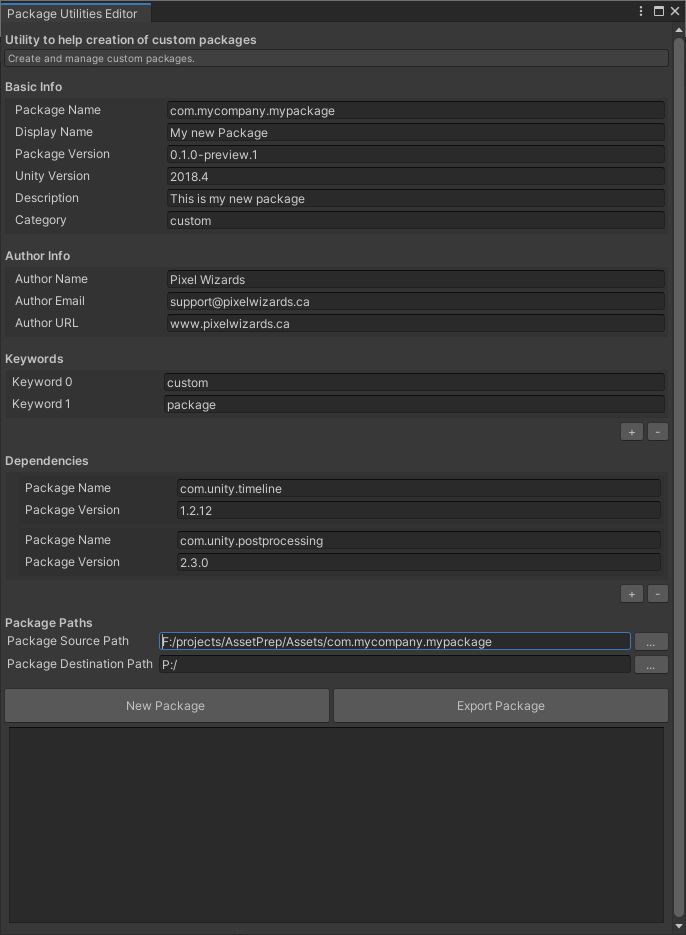 Package Utilities Editor
Utility to help creation of custom packages
Create and manage custom packages.
Basic Info
Package Name com.mycompany.mypackage
Display Name My new Package
Package Version 0.1.0-preview.1
Unity Version 2018.4
Description This is my new package
Category custom
Author Info
Author Name Pixel Wizards
Author Email support@pixelwizards.ca
Author URL www.pixelwizards.ca
Keywords
Keyword 0 custom
Keyword 1 package
+ -
Dependencies
Package Name com.unity.timeline
Package Version 1.2.12
Package Name com.unity.postprocessing
Package Version 2.3.0
+ -
Package Paths
Package Source Path F:/projects/AssetPrep/Assets/com.mycompany.mypackage ...
Package Destination Path P:/ ...
New Package Export Package